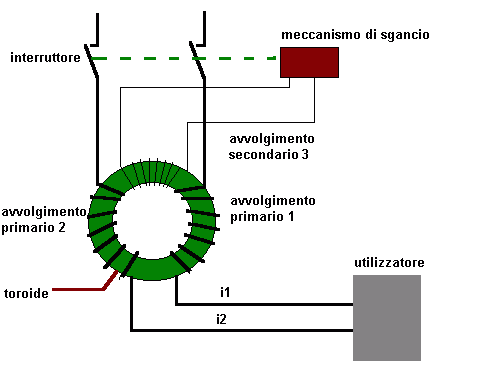 meccanismo di sgancio
interruttore
avvolgimento
secondario 3
avvolgimento
primario 1
avvolgimento
primario 2
utilizzatore
toroide
i1
i2